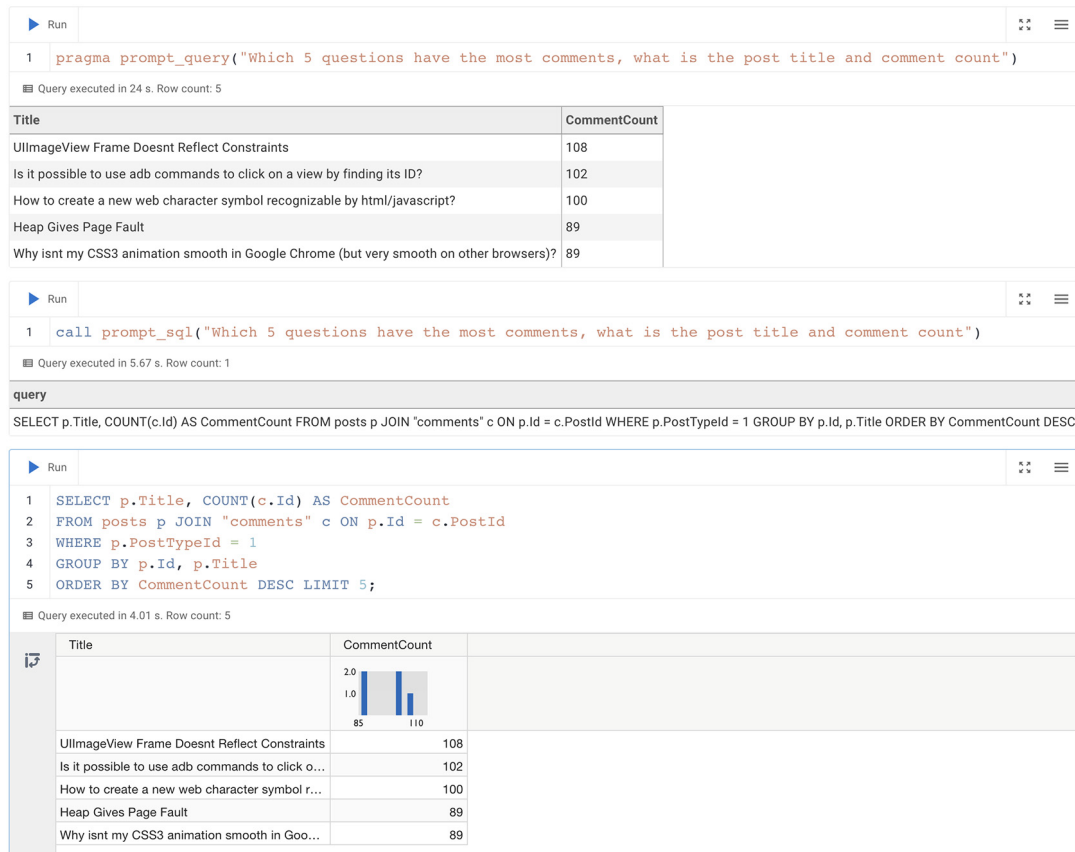 Run
1 pragma prompt_query("Which 5 questions have the most comments, what is the post title and comment count")
Query executed in 24 s. Row count: 5
Title CommentCount
UIImageView Frame Doesnt Reflect Constraints 108
Is it possible to use adb commands to click on a view by finding its ID? 102
How to create a new web character symbol recognizable by html/javascript? 100
Heap Gives Page Fault 89
Why isnt my CSS3 animation smooth in Google Chrome (but very smooth on other browsers)? 89
Run
1 call prompt_sql("Which 5 questions have the most comments, what is the post title and comment count")
Query executed in 5.67 s. Row count: 1
query
SELECT p.Title, COUNT(c.Id) AS CommentCount FROM posts p JOIN "comments" c ON p.Id = c.PostId WHERE p.PostTypeId = 1 GROUP BY p.Id, p.Title ORDER BY CommentCount DESC
Run
1 SELECT p.Title, COUNT(c.Id) AS CommentCount
2 FROM posts p JOIN "comments" c ON p.Id = c.PostId
3 WHERE p.PostTypeId = 1
4 GROUP BY p.Id, p.Title
5 ORDER BY CommentCount DESC LIMIT 5;
Query executed in 4.01 s. Row count: 5
Title CommentCount
2.0
1.0
85 110
UIImageView Frame Doesnt Reflect Constraints 108
Is it possible to use adb commands to click o... 102
How to create a new web character symbol r... 100
Heap Gives Page Fault 89
Why isnt my CSS3 animation smooth in Goo... 89